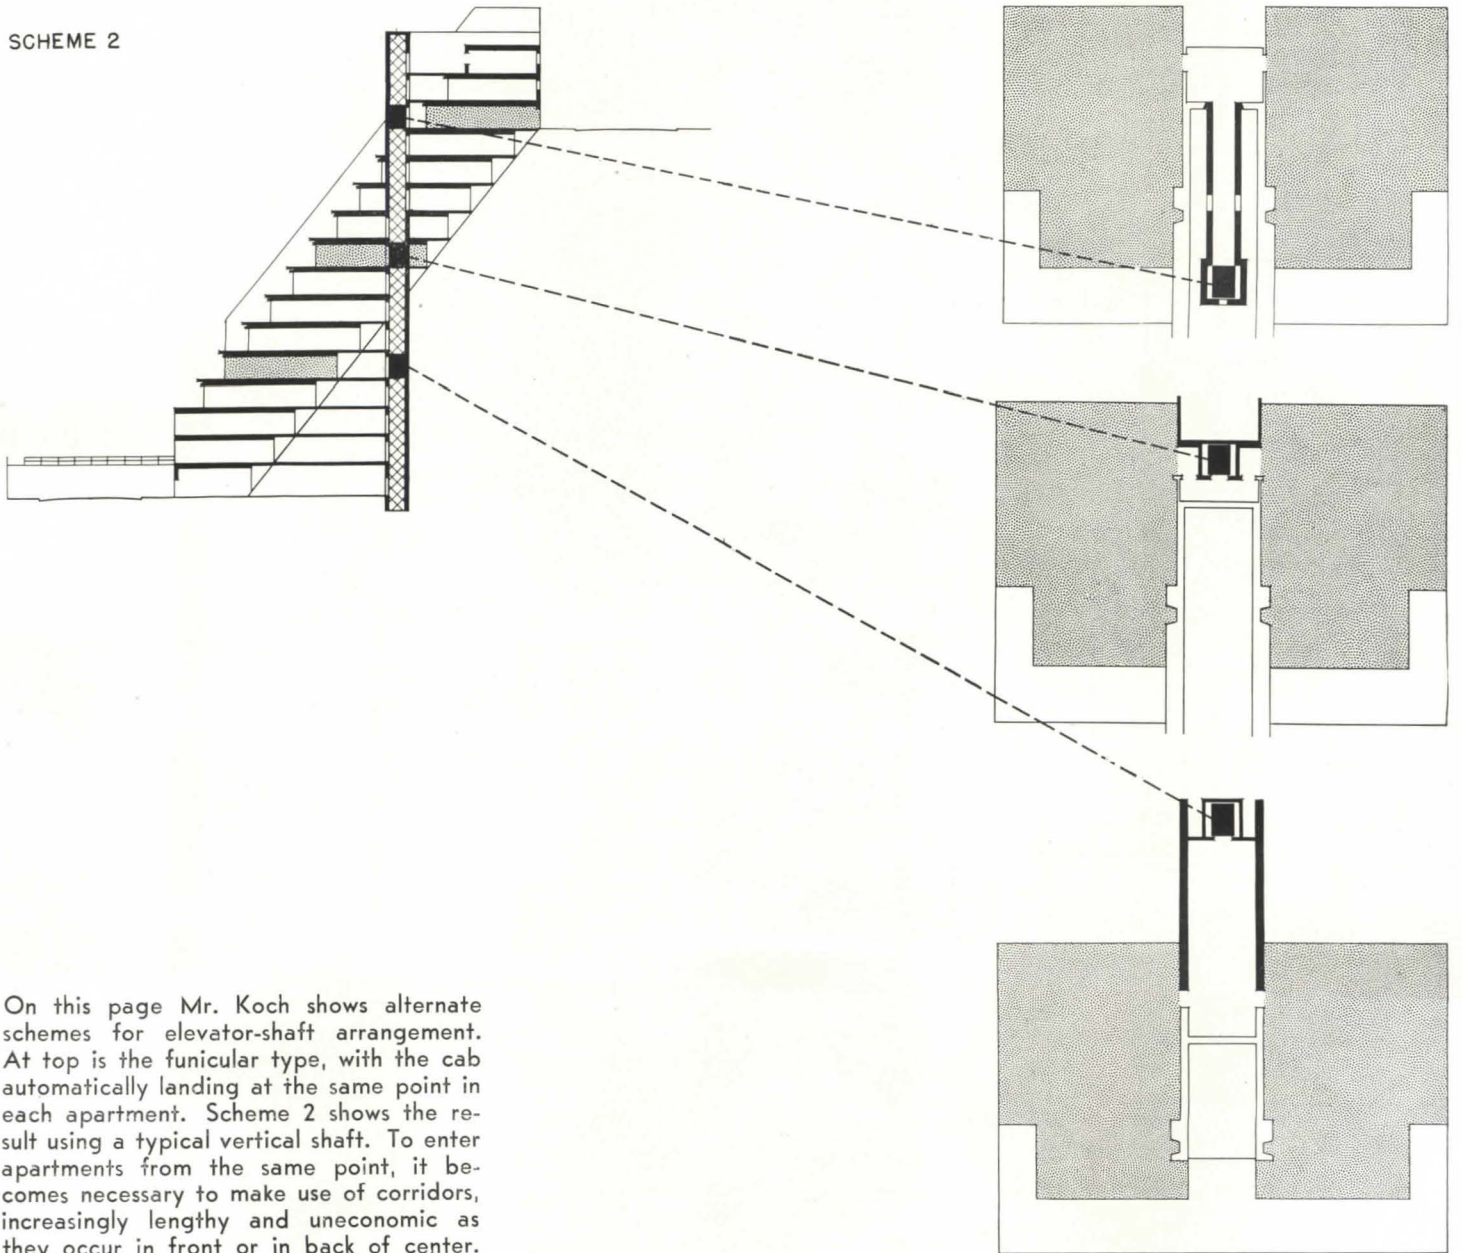 SCHEME 2
On this page Mr. Koch shows alternate
schemes for elevator-shaft arrangement.
At top is the funicular type, with the cab
automatically landing at the same point in
each apartment. Scheme 2 shows the re-
sult using a typical vertical shaft. To enter
apartments from the same point, it be-
comes necessary to make use of corridors,
increasingly lengthy and uneconomic as
they occur in front or in back of center.